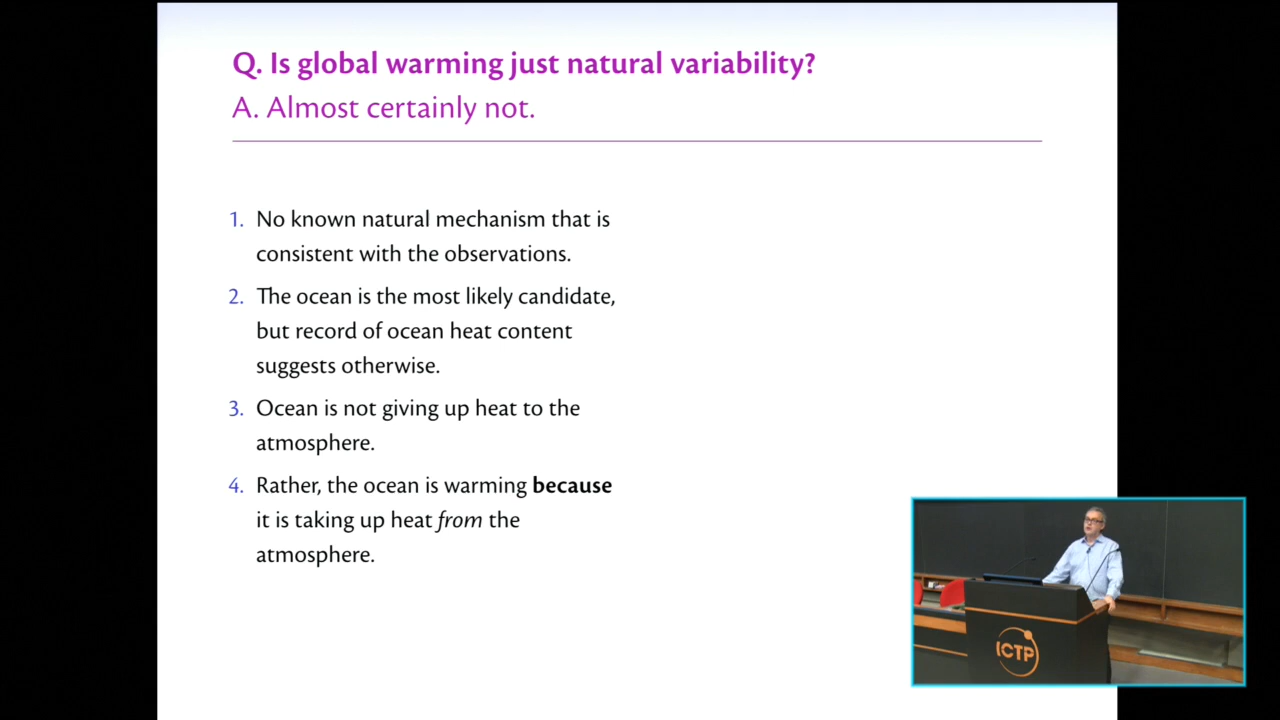 Q. Is global warming just natural variability?
A. Almost certainly not.
1. No known natural mechanism that is
consistent with the observations.
2. The ocean is the most likely candidate,
but record of ocean heat content
suggests otherwise.
3. Ocean is not giving up heat to the
atmosphere.
4. Rather, the ocean is warming because
it is taking up heat from the
atmosphere.
ICTP